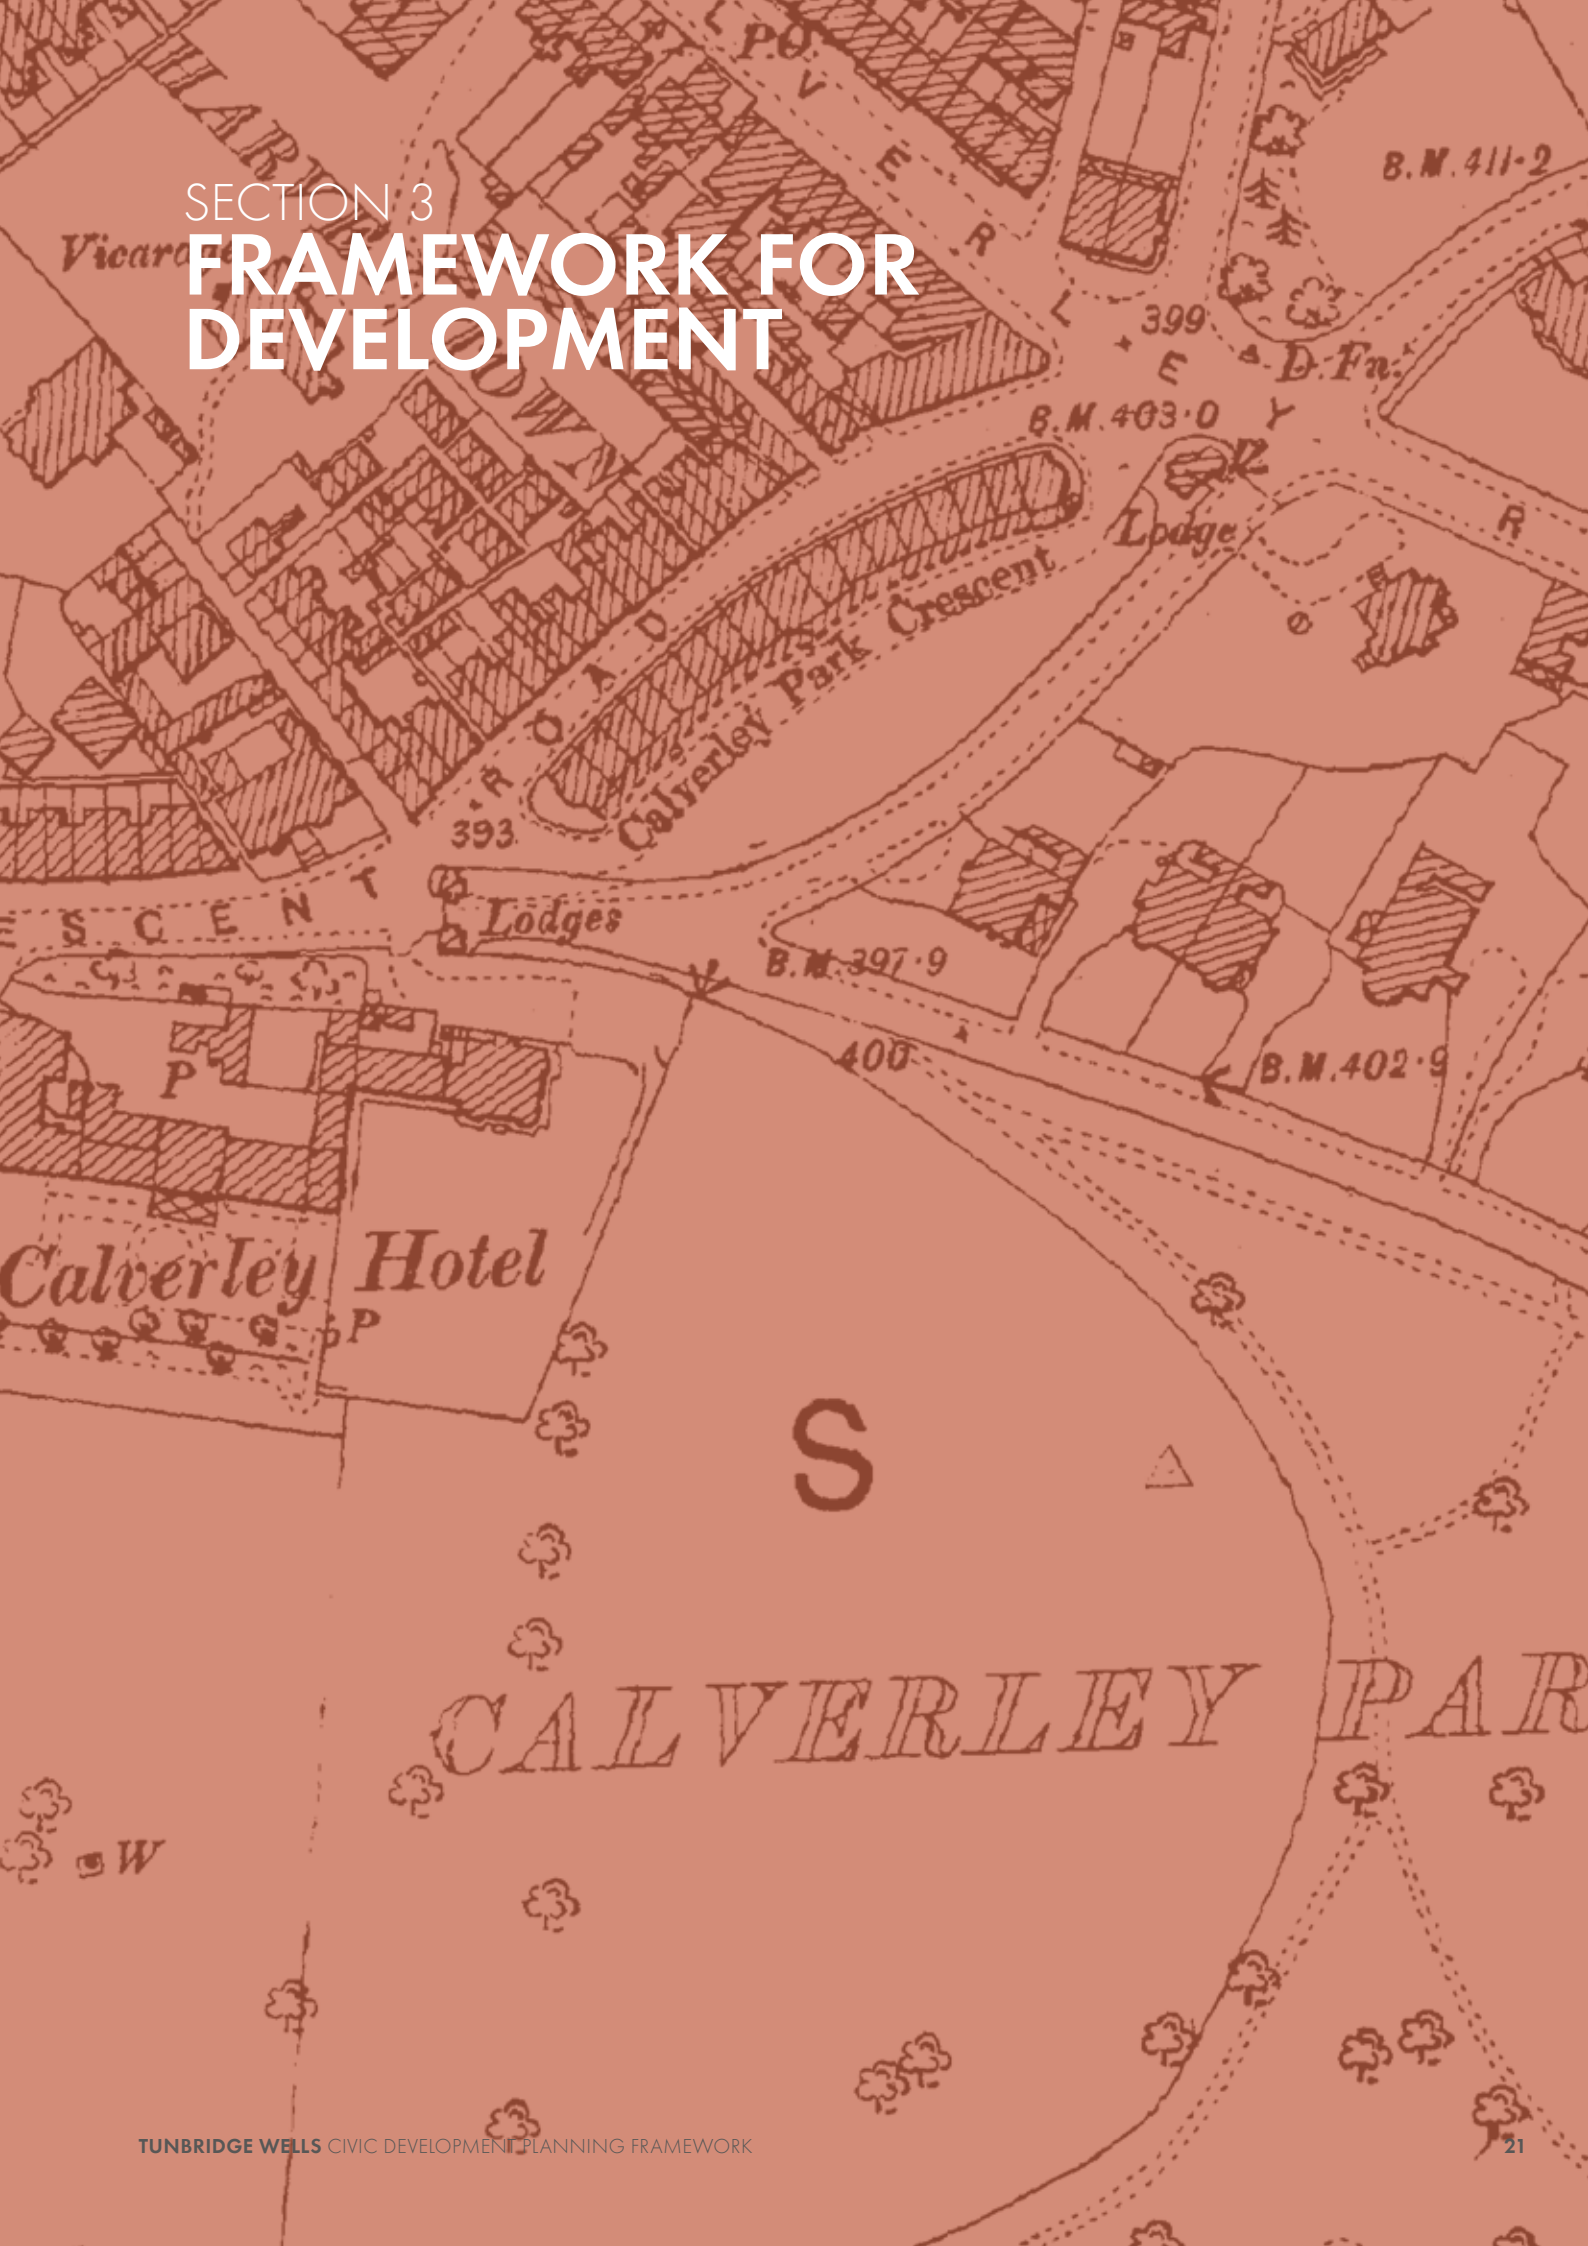 SECTION 3
FRAMEWORK FOR
DEVELOPMENT
P.O.
V
E
R
L
E
Y
B.M.411·2
399
D.Fn.
B.M.403·0
Lodge
R
R O A D
Calverley Park Crescent
393
E S C E N T
Lodges
B.M.397·9
400
B.M.402·9
P
Calverley Hotel
P
S
CALVERLEY PAR
W
TUNBRIDGE WELLS CIVIC DEVELOPMENT PLANNING FRAMEWORK
21